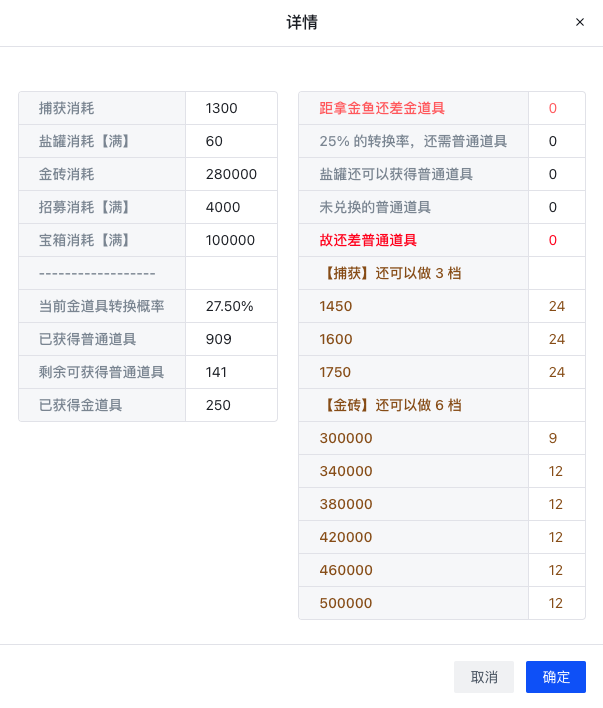 详情
×
捕获消耗 1300
盐罐消耗【满】 60
金砖消耗 280000
招募消耗【满】 4000
宝箱消耗【满】 100000
------------------
当前金道具转换概率 27.50%
已获得普通道具 909
剩余可获得普通道具 141
已获得金道具 250
距拿金鱼还差金道具 0
25% 的转换率，还需普通道具 0
盐罐还可以获得普通道具 0
未兑换的普通道具 0
故还差普通道具 0
【捕获】还可以做 3 档
1450 24
1600 24
1750 24
【金砖】还可以做 6 档
300000 9
340000 12
380000 12
420000 12
460000 12
500000 12
取消 确定